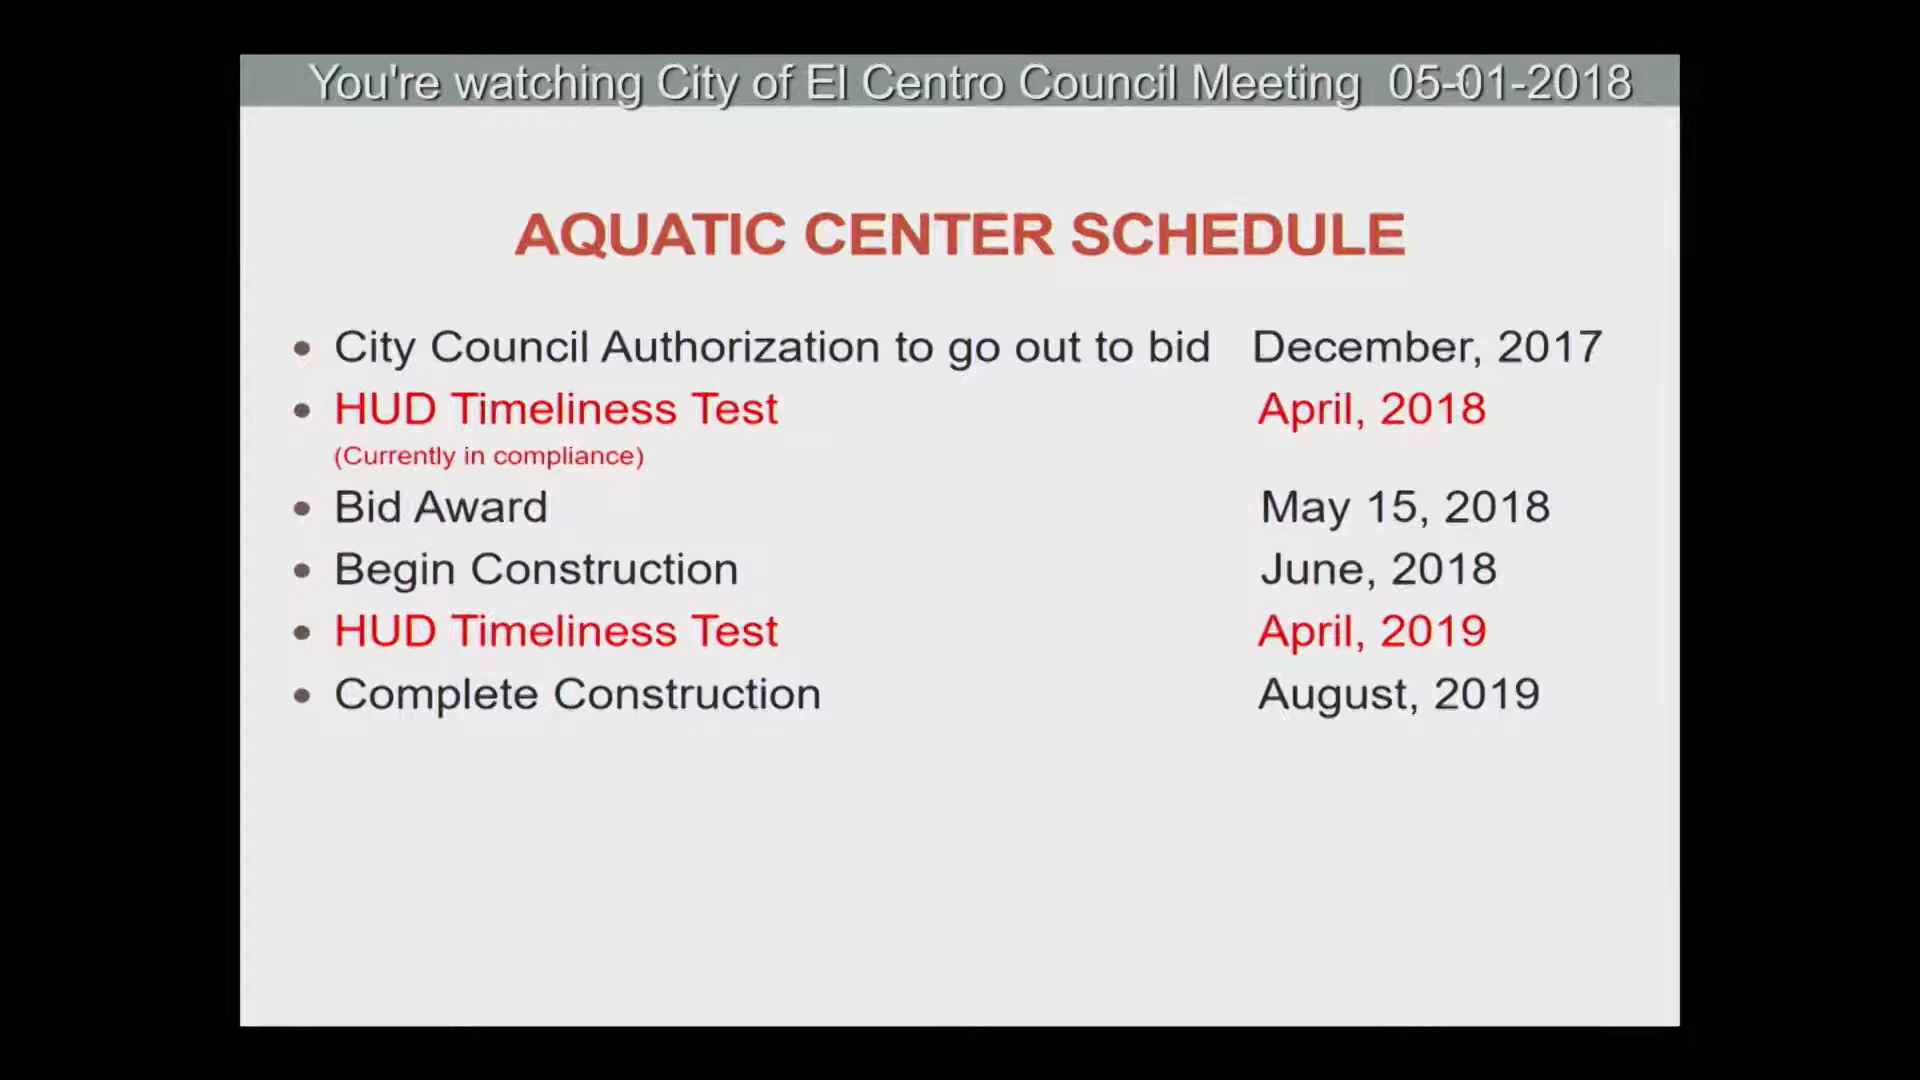 You're watching City of El Centro Council Meeting 05-01-2018
AQUATIC CENTER SCHEDULE
• City Council Authorization to go out to bid December, 2017
• HUD Timeliness Test April, 2018
(Currently in compliance)
• Bid Award May 15, 2018
• Begin Construction June, 2018
• HUD Timeliness Test April, 2019
• Complete Construction August, 2019